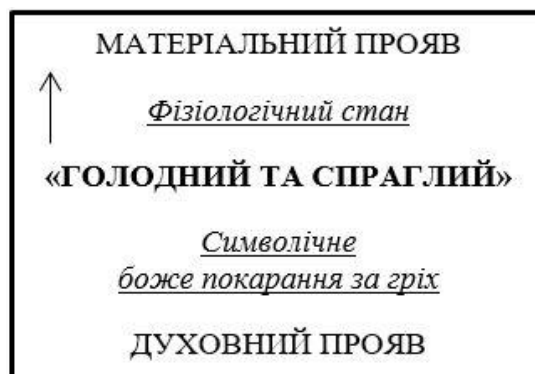 МАТЕРІАЛЬНИЙ ПРОЯВ
Фізіологічний стан
«ГОЛОДНИЙ ТА СПРАГЛИЙ»
Символічне
боже покарання за гріх
ДУХОВНИЙ ПРОЯВ